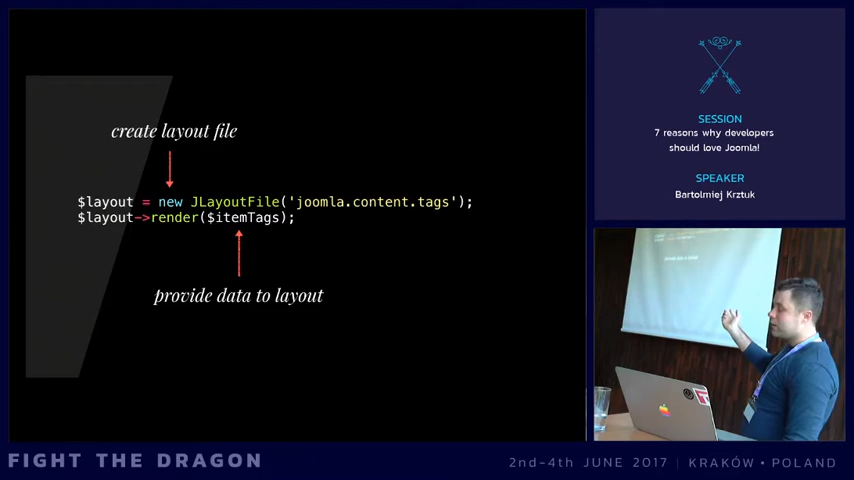 create layout file
$layout = new JLayoutFile('joomla.content.tags');
$layout->render($itemTags);
provide data to layout
SESSION
7 reasons why developers
should love Joomla!
SPEAKER
Bartolmiej Krztuk
FIGHT THE DRAGON
2nd-4th JUNE 2017 | KRAKÓW • POLAND